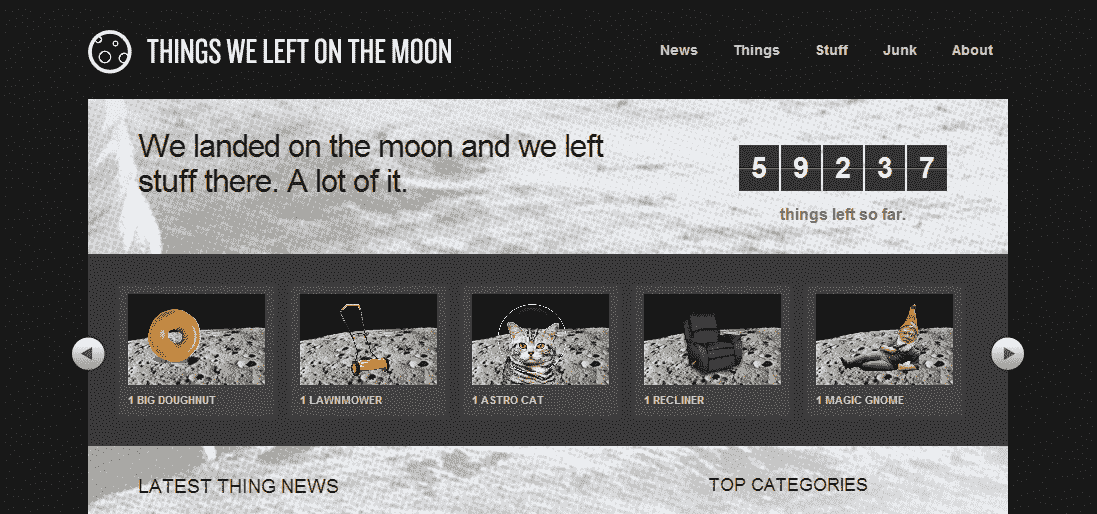 THINGS WE LEFT ON THE MOON
News Things Stuff Junk About
We landed on the moon and we left
stuff there. A lot of it.
5 9 2 3 7
things left so far.
1 BIG DOUGHNUT
1 LAWNMOWER
1 ASTRO CAT
1 RECLINER
1 MAGIC GNOME
LATEST THING NEWS
TOP CATEGORIES